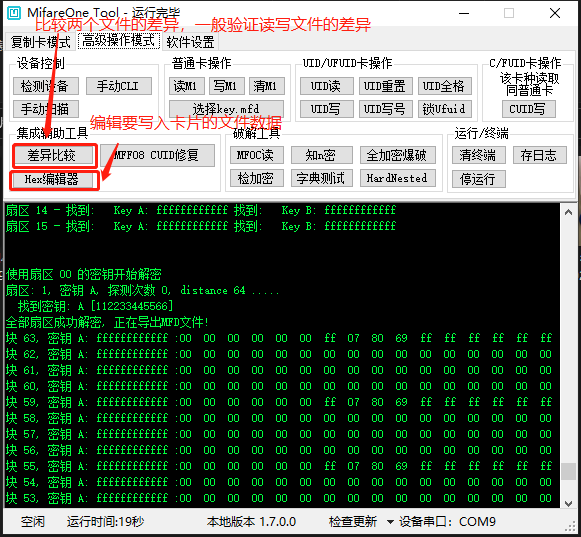 MifareOne Tool - 运行完毕
比较两个文件的差异，一般验证读写文件的差异
复制卡模式 高级操作模式 软件设置
设备控制 普通卡操作 UID/UFUID卡操作 C/FUID卡操作
检测设备 手动CLI 读M1 写M1 清M1 UID读 UID重置 UID全格 该卡种读取
同普通卡
手动扫描 选择key.mfd UID写 UID写号 锁Ufuid CUID写
编辑要写入卡片的文件数据
集成辅助工具 破解工具 运行/终端
差异比较 MFF08 CUID修复 MFOC读 知n密 全加密爆破 清终端 存日志
Hex编辑器 检加密 字典测试 HardNested 停运行
扇区 14 - 找到: Key A: ffffffffffff 找到: Key B: ffffffffffff
扇区 15 - 找到: Key A: ffffffffffff 找到: Key B: ffffffffffff
使用扇区 00 的密钥开始解密
扇区: 1, 密钥 A, 探测次数 0, distance 64 .....
找到密钥: A [112233445566]
全部扇区成功解密, 正在导出MFD文件!
块 63, 密钥 A: ffffffffffff :00 00 00 00 00 00 ff 07 80 69 ff ff ff ff ff ff
块 62, 密钥 A: ffffffffffff :00 00 00 00 00 00 00 00 00 00 00 00 00 00 00 00
块 61, 密钥 A: ffffffffffff :00 00 00 00 00 00 00 00 00 00 00 00 00 00 00 00
块 60, 密钥 A: ffffffffffff :00 00 00 00 00 00 00 00 00 00 00 00 00 00 00 00
块 59, 密钥 A: ffffffffffff :00 00 00 00 00 00 ff 07 80 69 ff ff ff ff ff ff
块 58, 密钥 A: ffffffffffff :00 00 00 00 00 00 00 00 00 00 00 00 00 00 00 00
块 57, 密钥 A: ffffffffffff :00 00 00 00 00 00 00 00 00 00 00 00 00 00 00 00
块 56, 密钥 A: ffffffffffff :00 00 00 00 00 00 00 00 00 00 00 00 00 00 00 00
块 55, 密钥 A: ffffffffffff :00 00 00 00 00 00 ff 07 80 69 ff ff ff ff ff ff
块 54, 密钥 A: ffffffffffff :00 00 00 00 00 00 00 00 00 00 00 00 00 00 00 00
块 53, 密钥 A: ffffffffffff :00 00 00 00 00 00 00 00 00 00 00 00 00 00 00 00
空闲 运行时间:19秒 本地版本 1.7.0.0 检查更新 设备串口: COM9